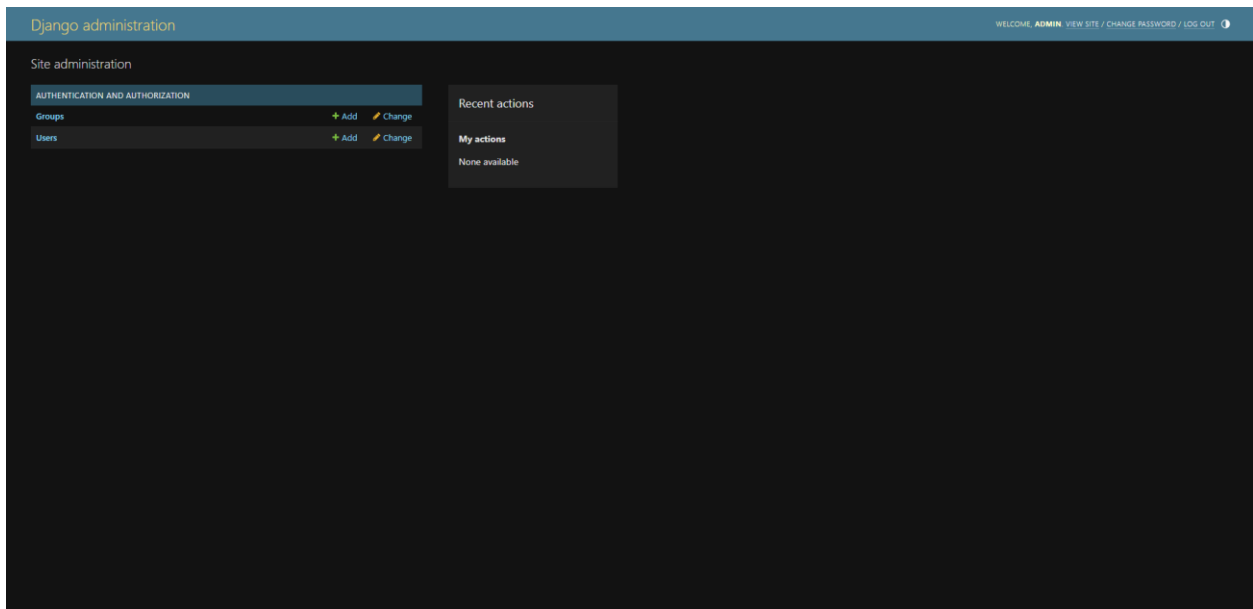 Django administration
WELCOME, ADMIN VIEW SITE / CHANGE PASSWORD / LOG OUT
Site administration
AUTHENTICATION AND AUTHORIZATION
Groups + Add Change
Users + Add Change
Recent actions
My actions
None available